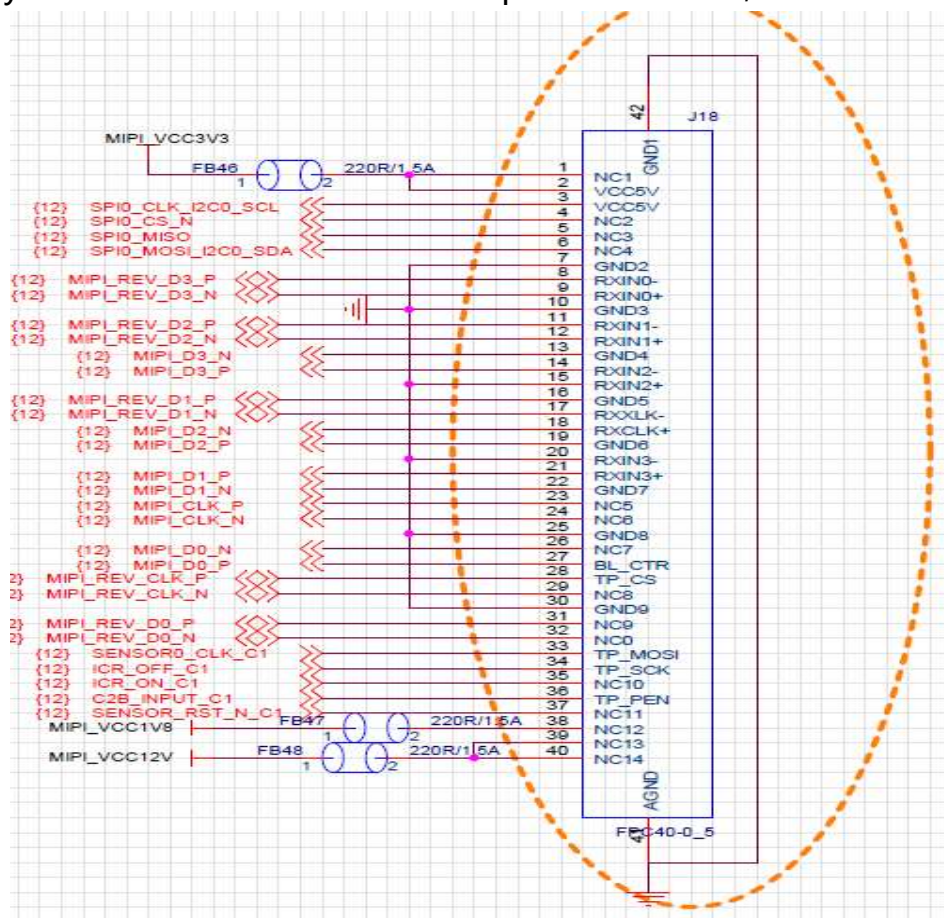 42 J18
MIPI_VCC3V3 GND1
FB46 1 2 220R/1.5A 1 NC1
2 VCC5V
{12} SPI0_CLK_I2C0_SCL 3 VCC5V
{12} SPI0_CS_N 4 NC2
{12} SPI0_MISO 5 NC3
{12} SPI0_MOSI_I2C0_SDA 6 NC4
7 GND2
{12} MIPI_REV_D3_P 8 RXIN0-
{12} MIPI_REV_D3_N 9 RXIN0+
10 GND3
{12} MIPI_REV_D2_P 11 RXIN1-
{12} MIPI_REV_D2_N 12 RXIN1+
{12} MIPI_D3_N 13 GND4
{12} MIPI_D3_P 14 RXIN2-
15 RXIN2+
{12} MIPI_REV_D1_P 16 GND5
{12} MIPI_REV_D1_N 17 RXXLK-
{12} MIPI_D2_N 18 RXCLK+
{12} MIPI_D2_P 19 GND6
20 RXIN3-
{12} MIPI_D1_P 21 RXIN3+
{12} MIPI_D1_N 22 GND7
{12} MIPI_CLK_P 23 NC5
{12} MIPI_CLK_N 24 NC6
25 GND8
{12} MIPI_D0_N 26 NC7
{12} MIPI_D0_P 27 BL_CTR
2} MIPI_REV_CLK_P 28 TP_CS
2} MIPI_REV_CLK_N 29 NC8
30 GND9
2} MIPI_REV_D0_P 31 NC9
2} MIPI_REV_D0_N 32 NC0
{12} SENSOR0_CLK_C1 33 TP_MOSI
{12} ICR_OFF_C1 34 TP_SCK
{12} ICR_ON_C1 35 NC10
{12} C2B_INPUT_C1 36 TP_PEN
{12} SENSOR_RST_N_C1 37 NC11
MIPI_VCC1V8 FB47 1 2 220R/1.5A 38 NC12
39 NC13
MIPI_VCC12V FB48 1 2 220R/1.5A 40 NC14
AGND
41 FPC40-0_5